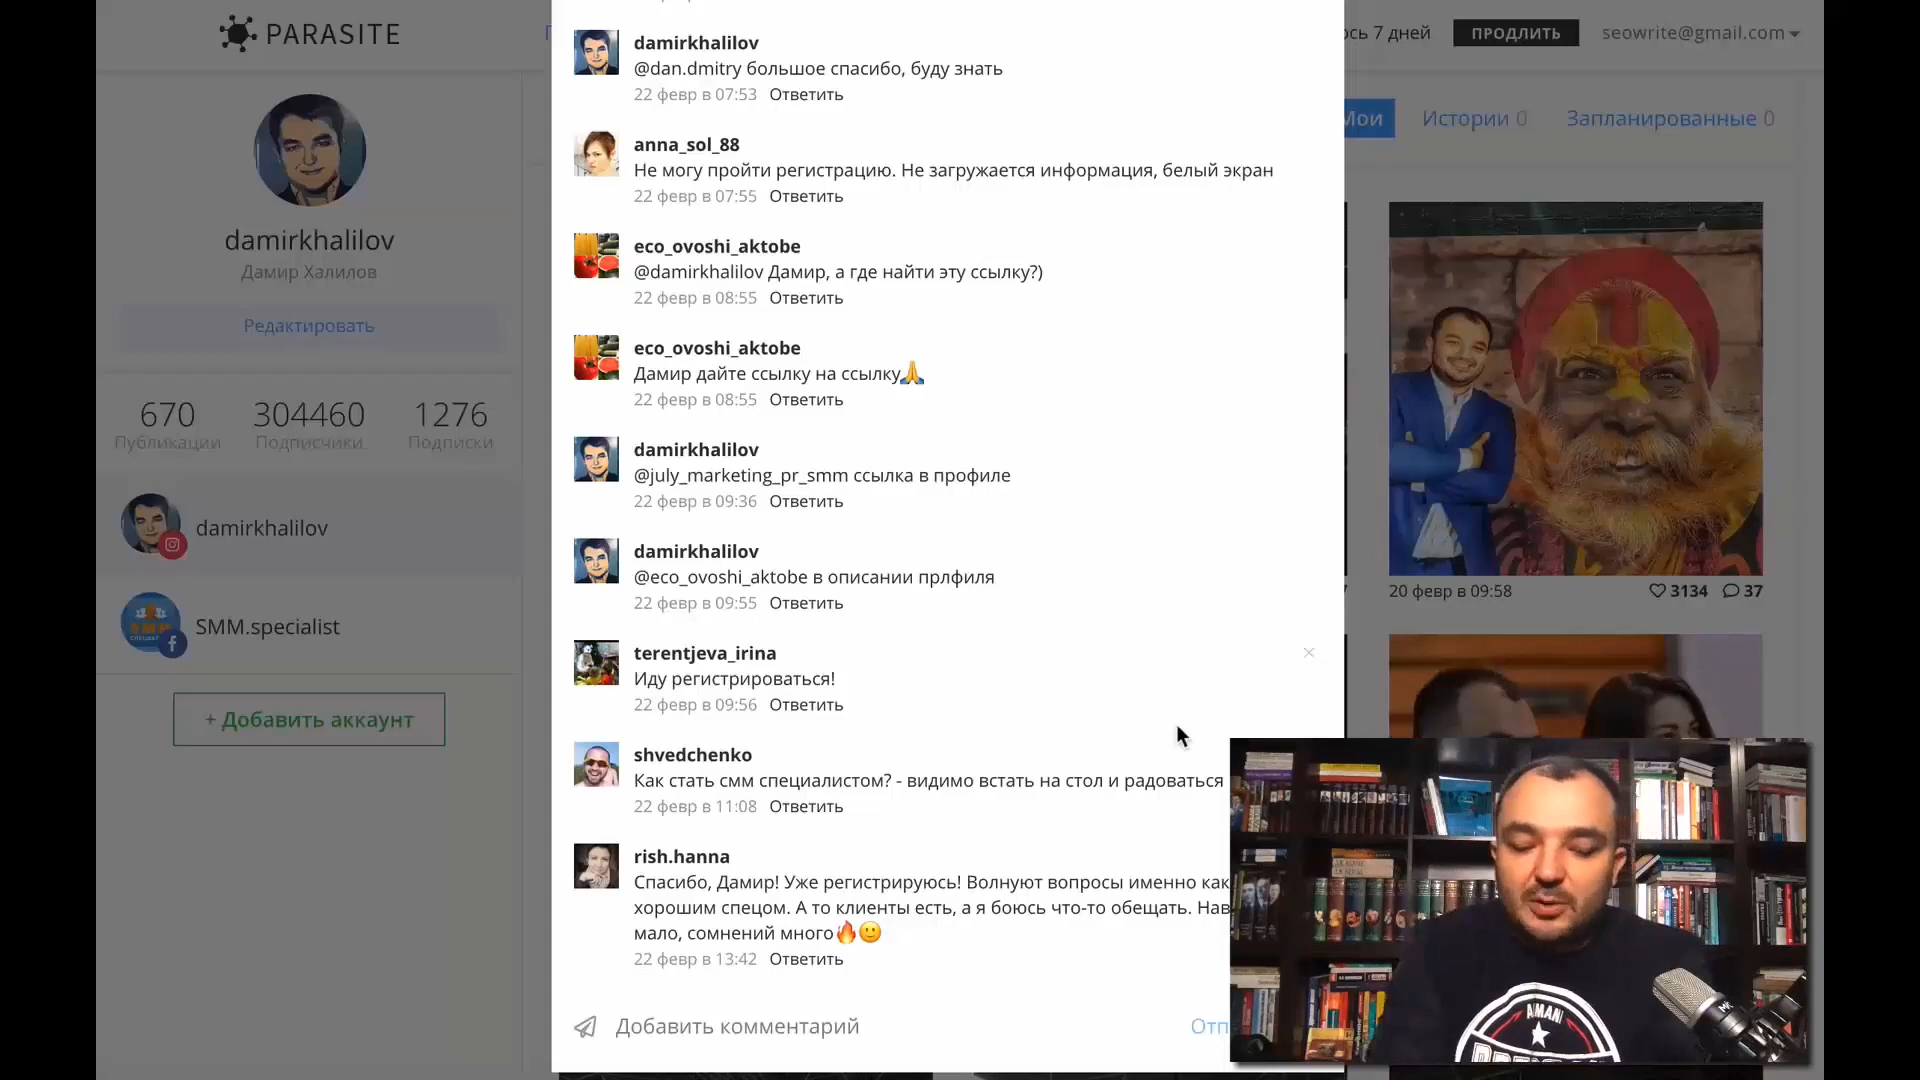 PARASITE
damirkhalilov
Дамир Халилов
Редактировать
670 304460 1276
Публикации Подписчики Подписки
damirkhalilov
SMM.specialist
+ Добавить аккаунт
damirkhalilov
@dan.dmitry большое спасибо, буду знать
22 февр в 07:53 Ответить
anna_sol_88
Не могу пройти регистрацию. Не загружается информация, белый экран
22 февр в 07:55 Ответить
eco_ovoshi_aktobe
@damirkhalilov Дамир, а где найти эту ссылку?)
22 февр в 08:55 Ответить
eco_ovoshi_aktobe
Дамир дайте ссылку на ссылку🙏
22 февр в 08:55 Ответить
damirkhalilov
@july_marketing_pr_smm ссылка в профиле
22 февр в 09:36 Ответить
damirkhalilov
@eco_ovoshi_aktobe в описании прлфиля
22 февр в 09:55 Ответить
terentjeva_irina
Иду регистрироваться!
22 февр в 09:56 Ответить
shvedchenko
Как стать смм специалистом? - видимо встать на стол и радоваться
22 февр в 11:08 Ответить
rish.hanna
Спасибо, Дамир! Уже регистрируюсь! Волнуют вопросы именно как
хорошим спецом. А то клиенты есть, а я боюсь что-то обещать. Нав
мало, сомнений много🔥🙂
22 февр в 13:42 Ответить
Добавить комментарий Отп
ось 7 дней ПРОДЛИТЬ seowrite@gmail.com
Мои Истории 0 Запланированные 0
20 февр в 09:58 3134 37